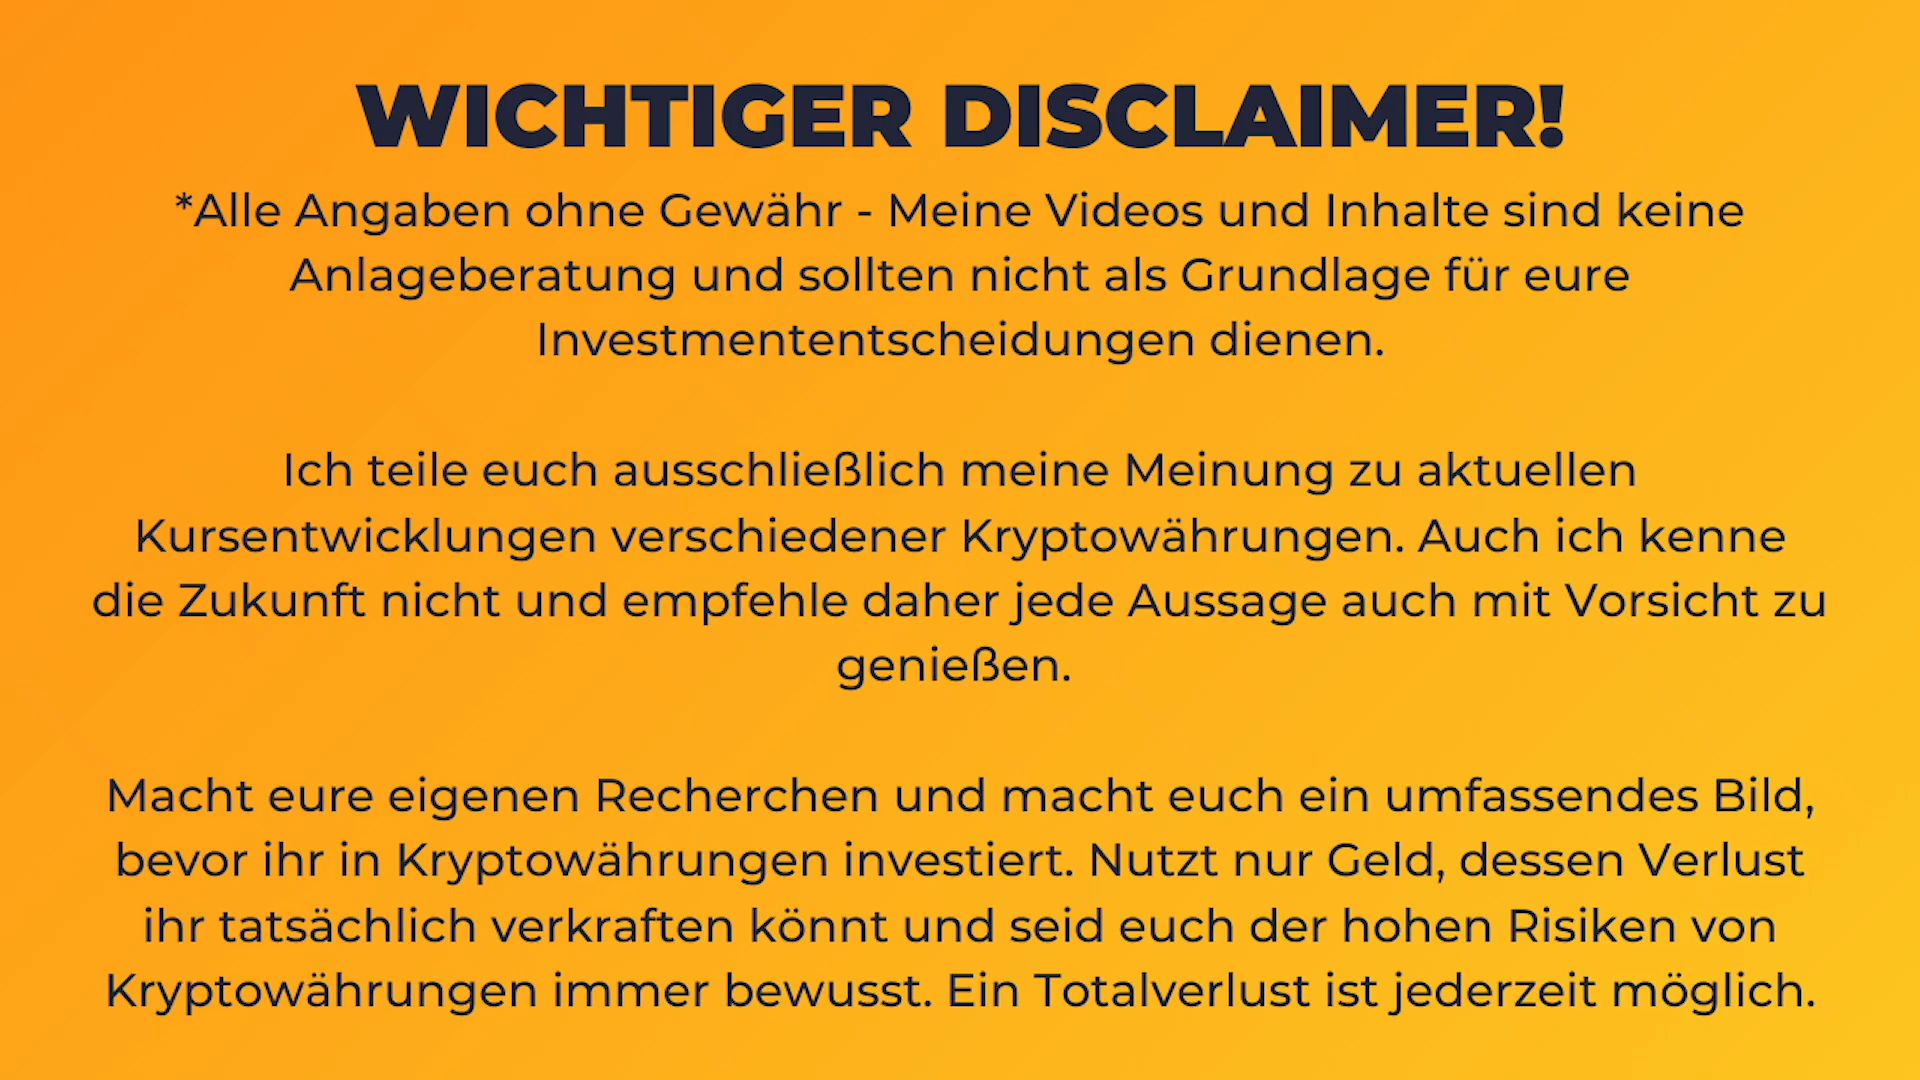 WICHTIGER DISCLAIMER!
*Alle Angaben ohne Gewähr - Meine Videos und Inhalte sind keine
Anlageberatung und sollten nicht als Grundlage für eure
Investmententscheidungen dienen.
Ich teile euch ausschließlich meine Meinung zu aktuellen
Kursentwicklungen verschiedener Kryptowährungen. Auch ich kenne
die Zukunft nicht und empfehle daher jede Aussage auch mit Vorsicht zu
genießen.
Macht eure eigenen Recherchen und macht euch ein umfassendes Bild,
bevor ihr in Kryptowährungen investiert. Nutzt nur Geld, dessen Verlust
ihr tatsächlich verkraften könnt und seid euch der hohen Risiken von
Kryptowährungen immer bewusst. Ein Totalverlust ist jederzeit möglich.